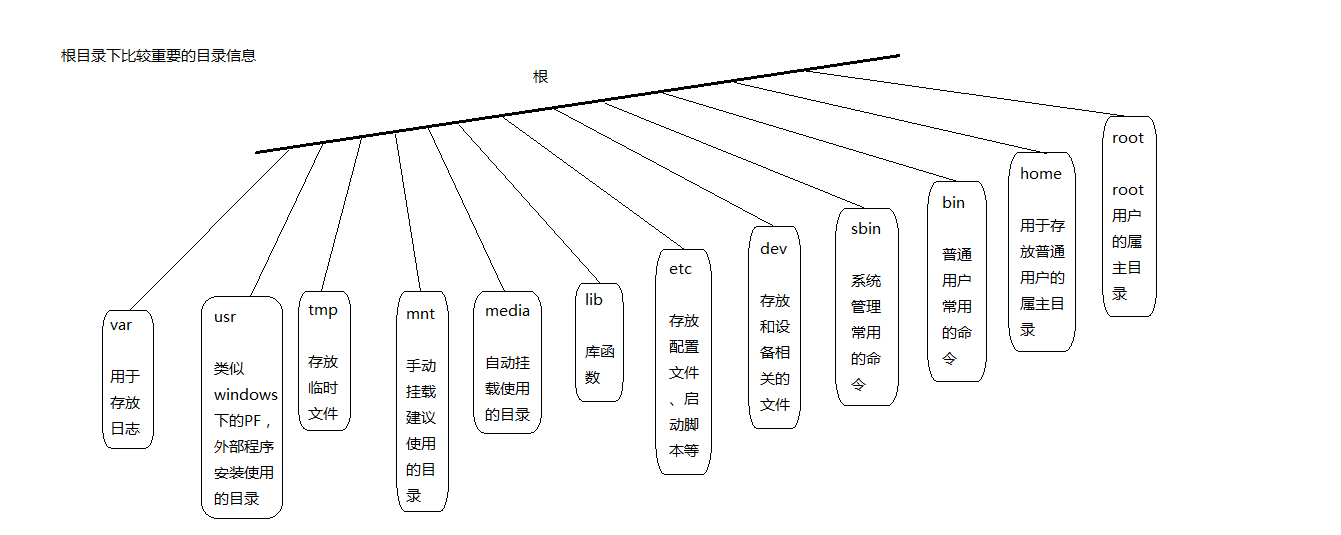 根目录下比较重要的目录信息
根
var
用于
存放
日志
usr
类似
windows
下的PF，
外部程序
安装使用
的目录
tmp
存放
临时
文件
mnt
手动
挂载
建议
使用
的目
录
media
自动挂
载使用
的目录
lib
库函
数
etc
存放
配置
文件
、启
动脚
本等
dev
存放
和设
备相
关的
文件
sbin
系统
管理
常用
的命
令
bin
普通
用户
常用
的命
令
home
用于存
放普通
用户的
属主目
录
root
root
用户
的属
主目
录